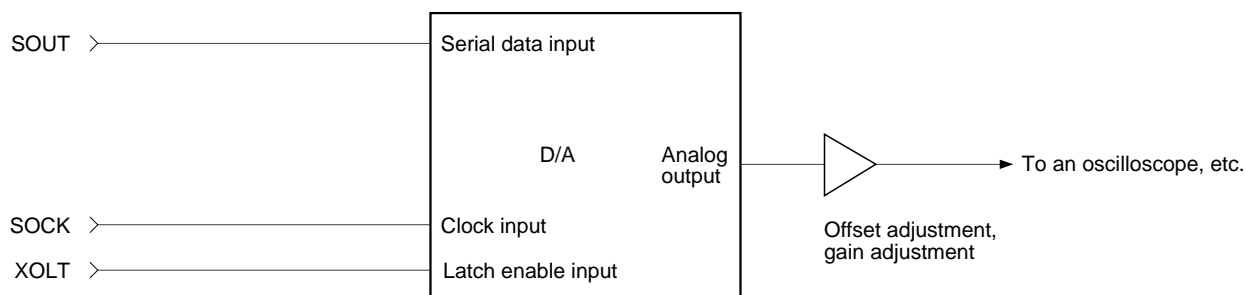 SOUT
Serial data input
D/A
Analog
output
To an oscilloscope, etc.
SOCK
Clock input
Offset adjustment,
gain adjustment
XOLT
Latch enable input